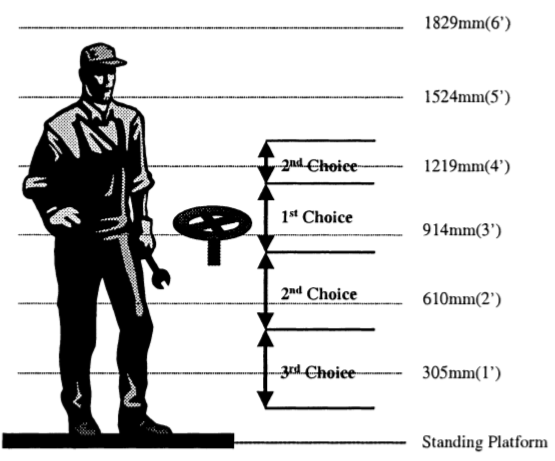 1829mm(6')
1524mm(5')
2nd Choice
1219mm(4')
1st Choice
914mm(3')
2nd Choice
610mm(2')
3rd Choice
305mm(1')
Standing Platform